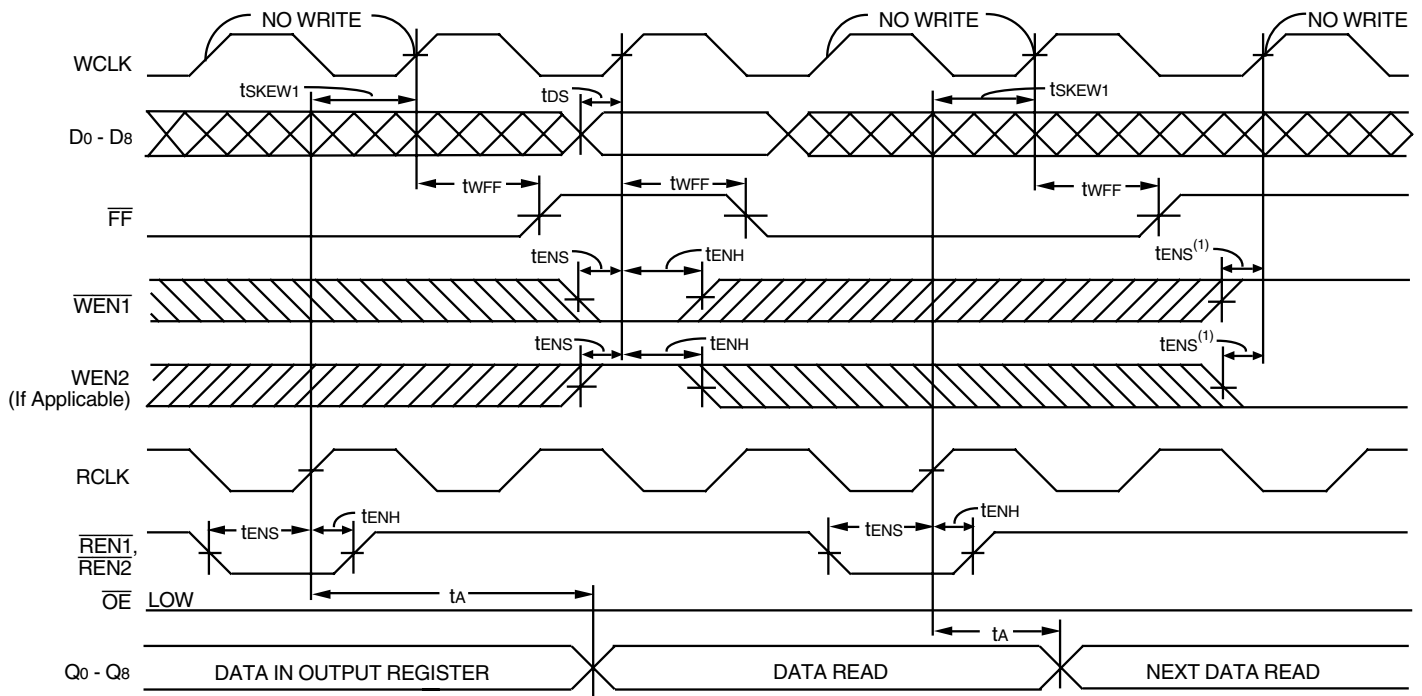 NO WRITE NO WRITE NO WRITE
WCLK
tSKEW1 tDS tSKEW1
D0 - D8
tWFF tWFF tWFF
FF
tENS tENH tENS(1)
WEN1
tENS tENH tENS(1)
WEN2
(If Applicable)
RCLK
tENS tENH tENS tENH
REN1,
REN2
OE LOW
tA tA
Q0 - Q8 DATA IN OUTPUT REGISTER DATA READ NEXT DATA READ